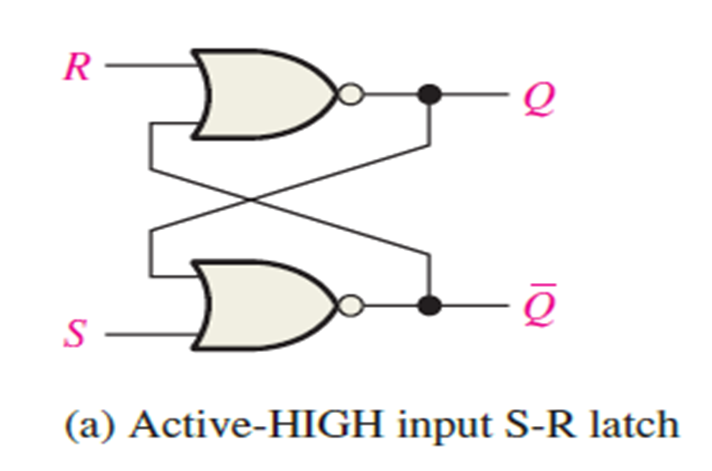 R
Q
S
Q̅
(a) Active-HIGH input S-R latch